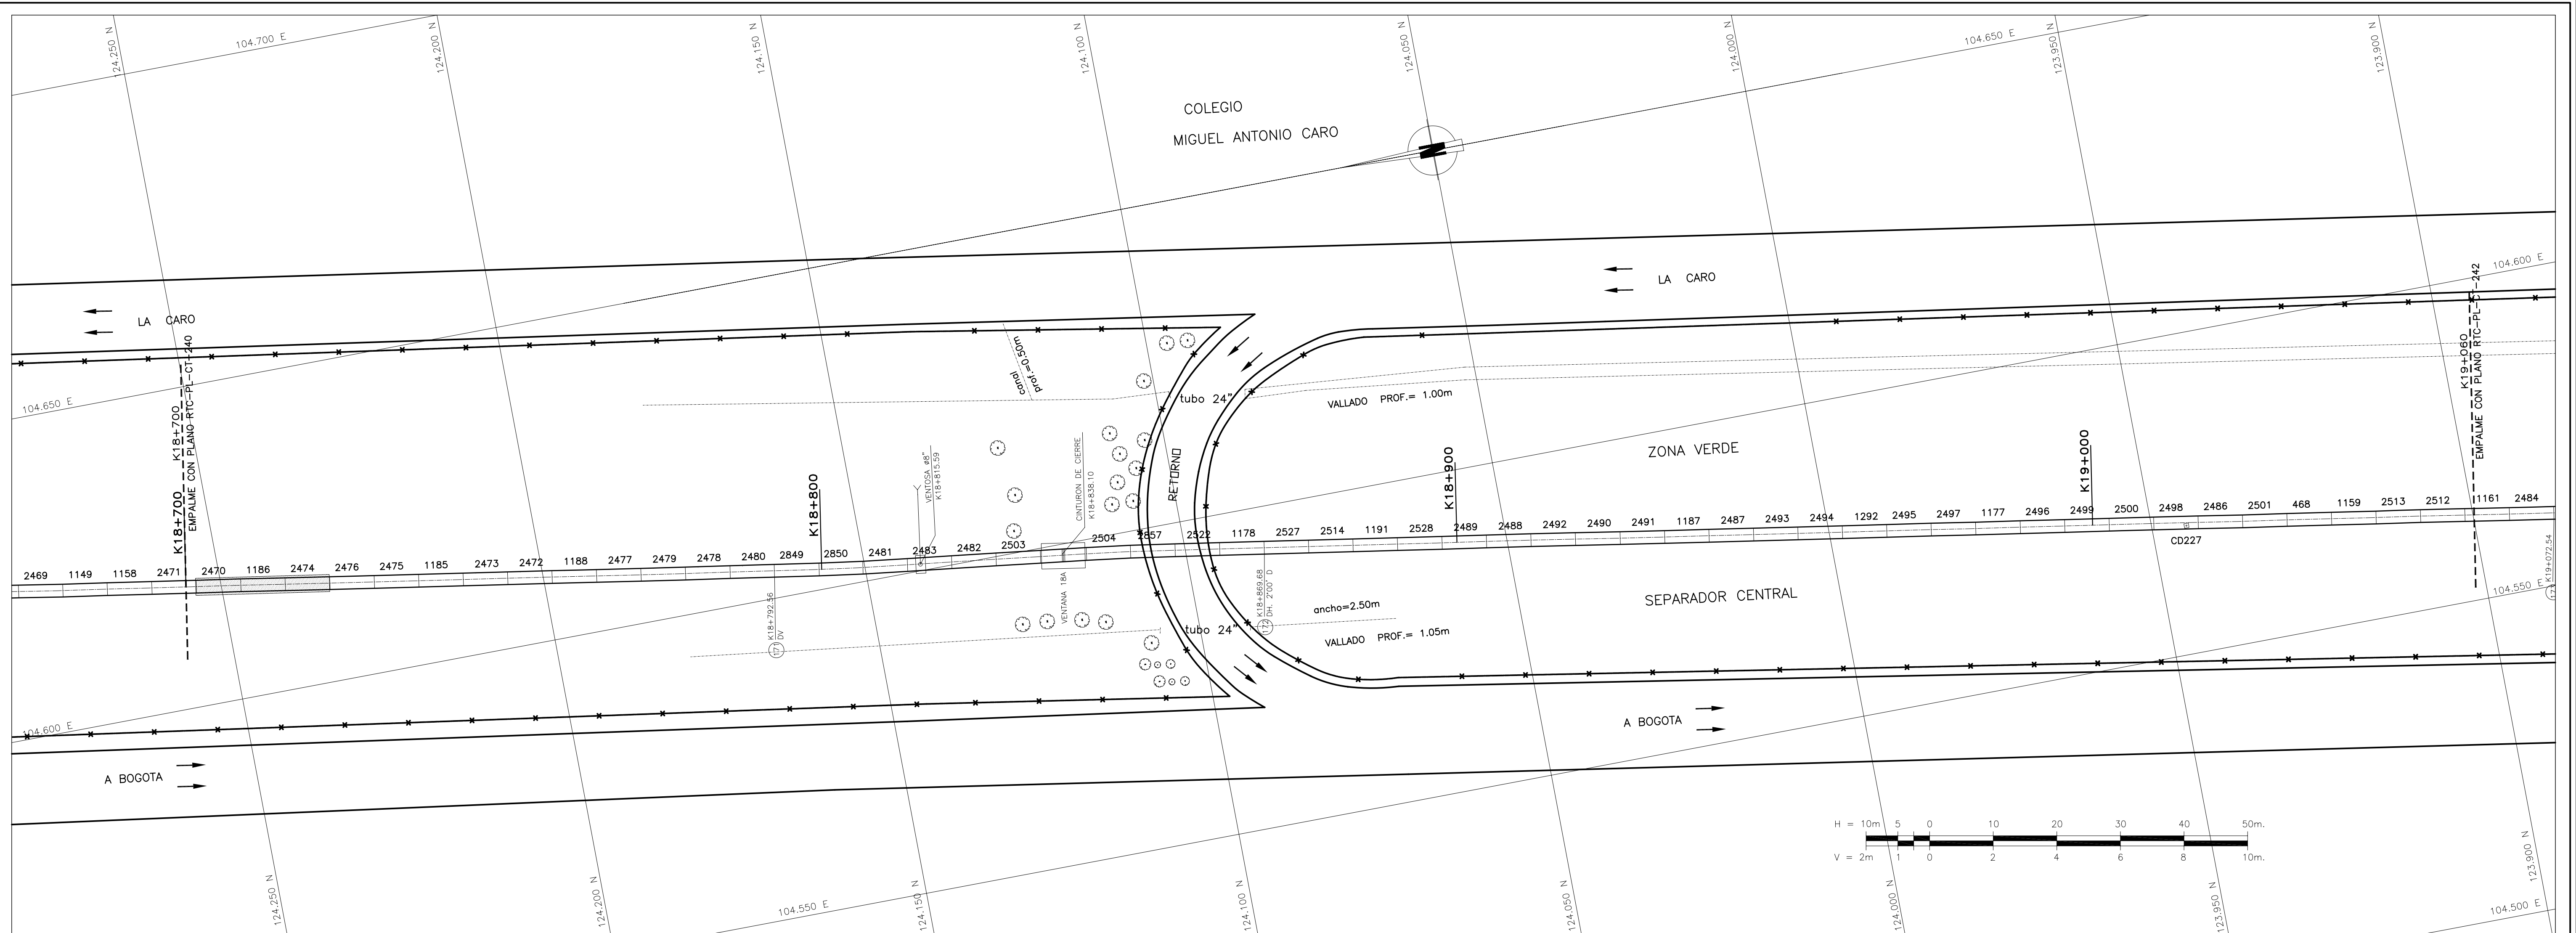 124.250 N
104.700 E
124.200 N
124.150 N
124.100 N
124.050 N
124.000 N
104.650 E
123.950 N
123.900 N
COLEGIO
MIGUEL ANTONIO CARO
N
LA CARO
LA CARO
104.600 E
104.650 E
K18+700
EMPALME CON PLANO RTC-PL-CT-240
K18+700
canal
prof.=0.50m
tubo 24"
VALLADO PROF.= 1.00m
RETORNO
ZONA VERDE
K19+060
EMPALME CON PLANO RTC-PL-CT-242
VENTOSA ø8"
K18+815.59
CINTURON DE CIERRE
K18+838.10
K18+800
K18+900
K19+000
2469 1149 1158 2471 2470 1186 2474 2476 2475 1185 2473 2472 1188 2477 2479 2478 2480 2849 2850 2481 2483 2482 2503 2504 2857 2522 1178 2527 2514 1191 2528 2489 2488 2492 2490 2491 1187 2487 2493 2494 1292 2495 2497 1177 2496 2499 2500 2498 2486 2501 468 1159 2513 2512 1161 2484
CD227
VENTANA 18A
K18+792.56
171 DV
K18+869.68
172 DH. 2°00' D
K19+072.54
104.550 E
ancho=2.50m
SEPARADOR CENTRAL
tubo 24"
VALLADO PROF.= 1.05m
104.600 E
A BOGOTA
A BOGOTA
H = 10m 5 0 10 20 30 40 50m.
V = 2m 1 0 2 4 6 8 10m.
124.250 N
124.200 N
124.150 N
104.550 E
124.100 N
124.050 N
124.000 N
123.950 N
123.900 N
104.500 E